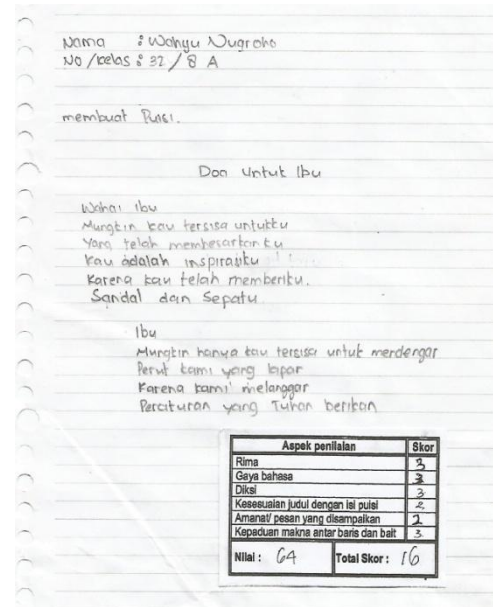 Nama : Wahyu Nugroho
No /kelas : 32 / 8 A
membuat Puisi.
Doa Untuk Ibu
Wahai Ibu
Mungkin kau tersisa untukku
Yang telah membesarkanku
Kau adalah inspirasiku
Karena kau telah memberiku.
Sandal dan Sepatu
Ibu
Mungkin hanya kau tersisa untuk mendengar
Perut kami yang lapar
Karena kami melanggar
Peraturan yang Tuhan berikan
Aspek penilaian Skor
Rima 3
Gaya bahasa 3
Diksi 3
Kesesuaian judul dengan isi puisi 2
Amanat/ pesan yang disampaikan 2
Kepaduan makna antar baris dan bait 3
Nilai : 64 Total Skor : 16